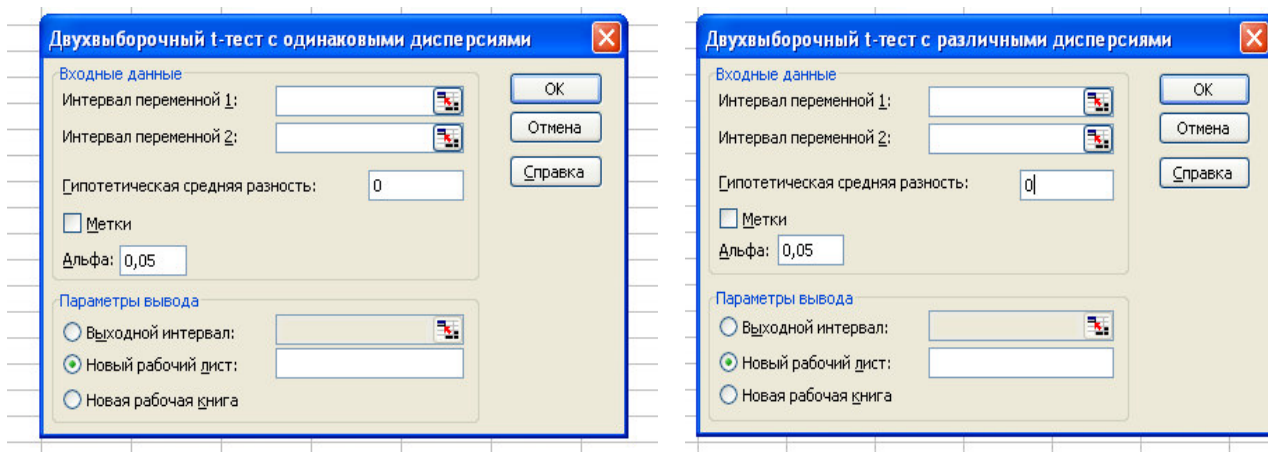 Двухвыборочный t-тест с одинаковыми дисперсиями
Входные данные
Интервал переменной 1:
Интервал переменной 2:
Гипотетическая средняя разность: 0
Метки
Альфа: 0,05
ОК
Отмена
Справка
Параметры вывода
Выходной интервал:
Новый рабочий лист:
Новая рабочая книга
Двухвыборочный t-тест с различными дисперсиями
Входные данные
Интервал переменной 1:
Интервал переменной 2:
Гипотетическая средняя разность: 0
Метки
Альфа: 0,05
ОК
Отмена
Справка
Параметры вывода
Выходной интервал:
Новый рабочий лист:
Новая рабочая книга